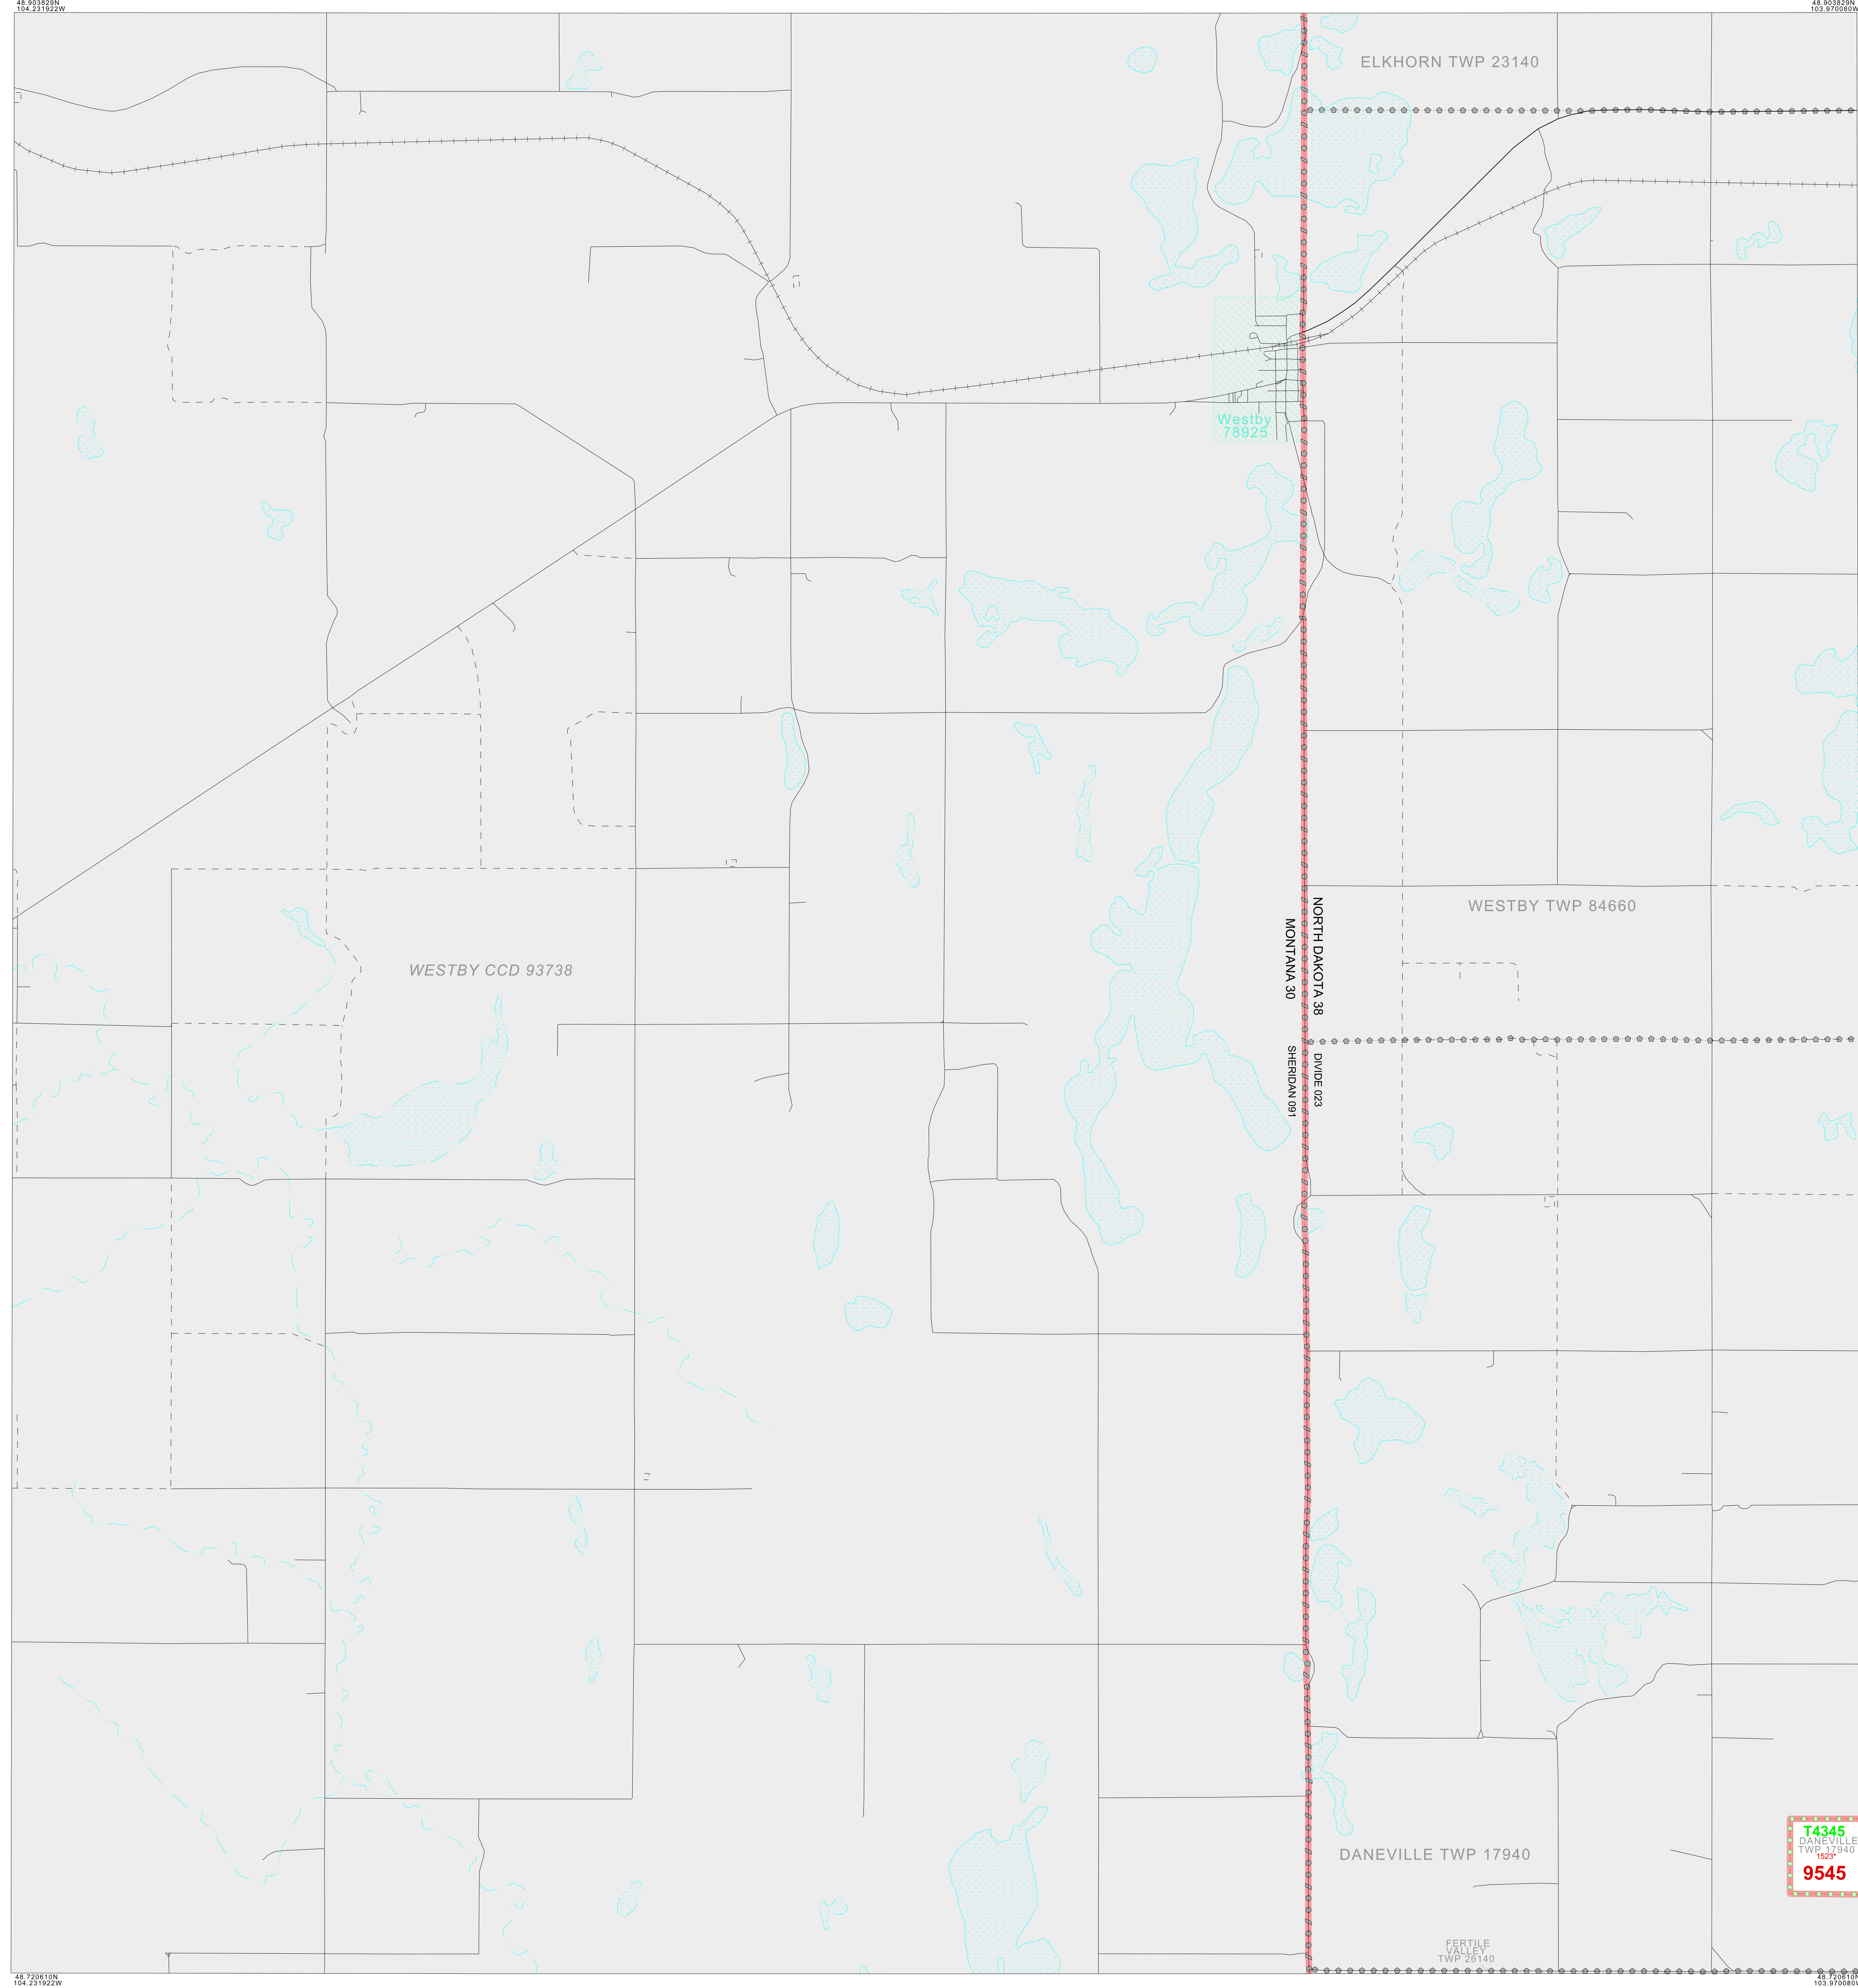 48.903829N
104.231922W
48.903829N
103.970080W
ELKHORN TWP 23140
Westby
78925
WESTBY TWP 84660
NORTH DAKOTA 38
MONTANA 30
WESTBY CCD 93738
DIVIDE 023
SHERIDAN 091
T4345
DANEVILLE
TWP 17940
1523*
9545
DANEVILLE TWP 17940
FERTILE
VALLEY
TWP 26140
48.720610N
104.231922W
48.720610N
103.970080W